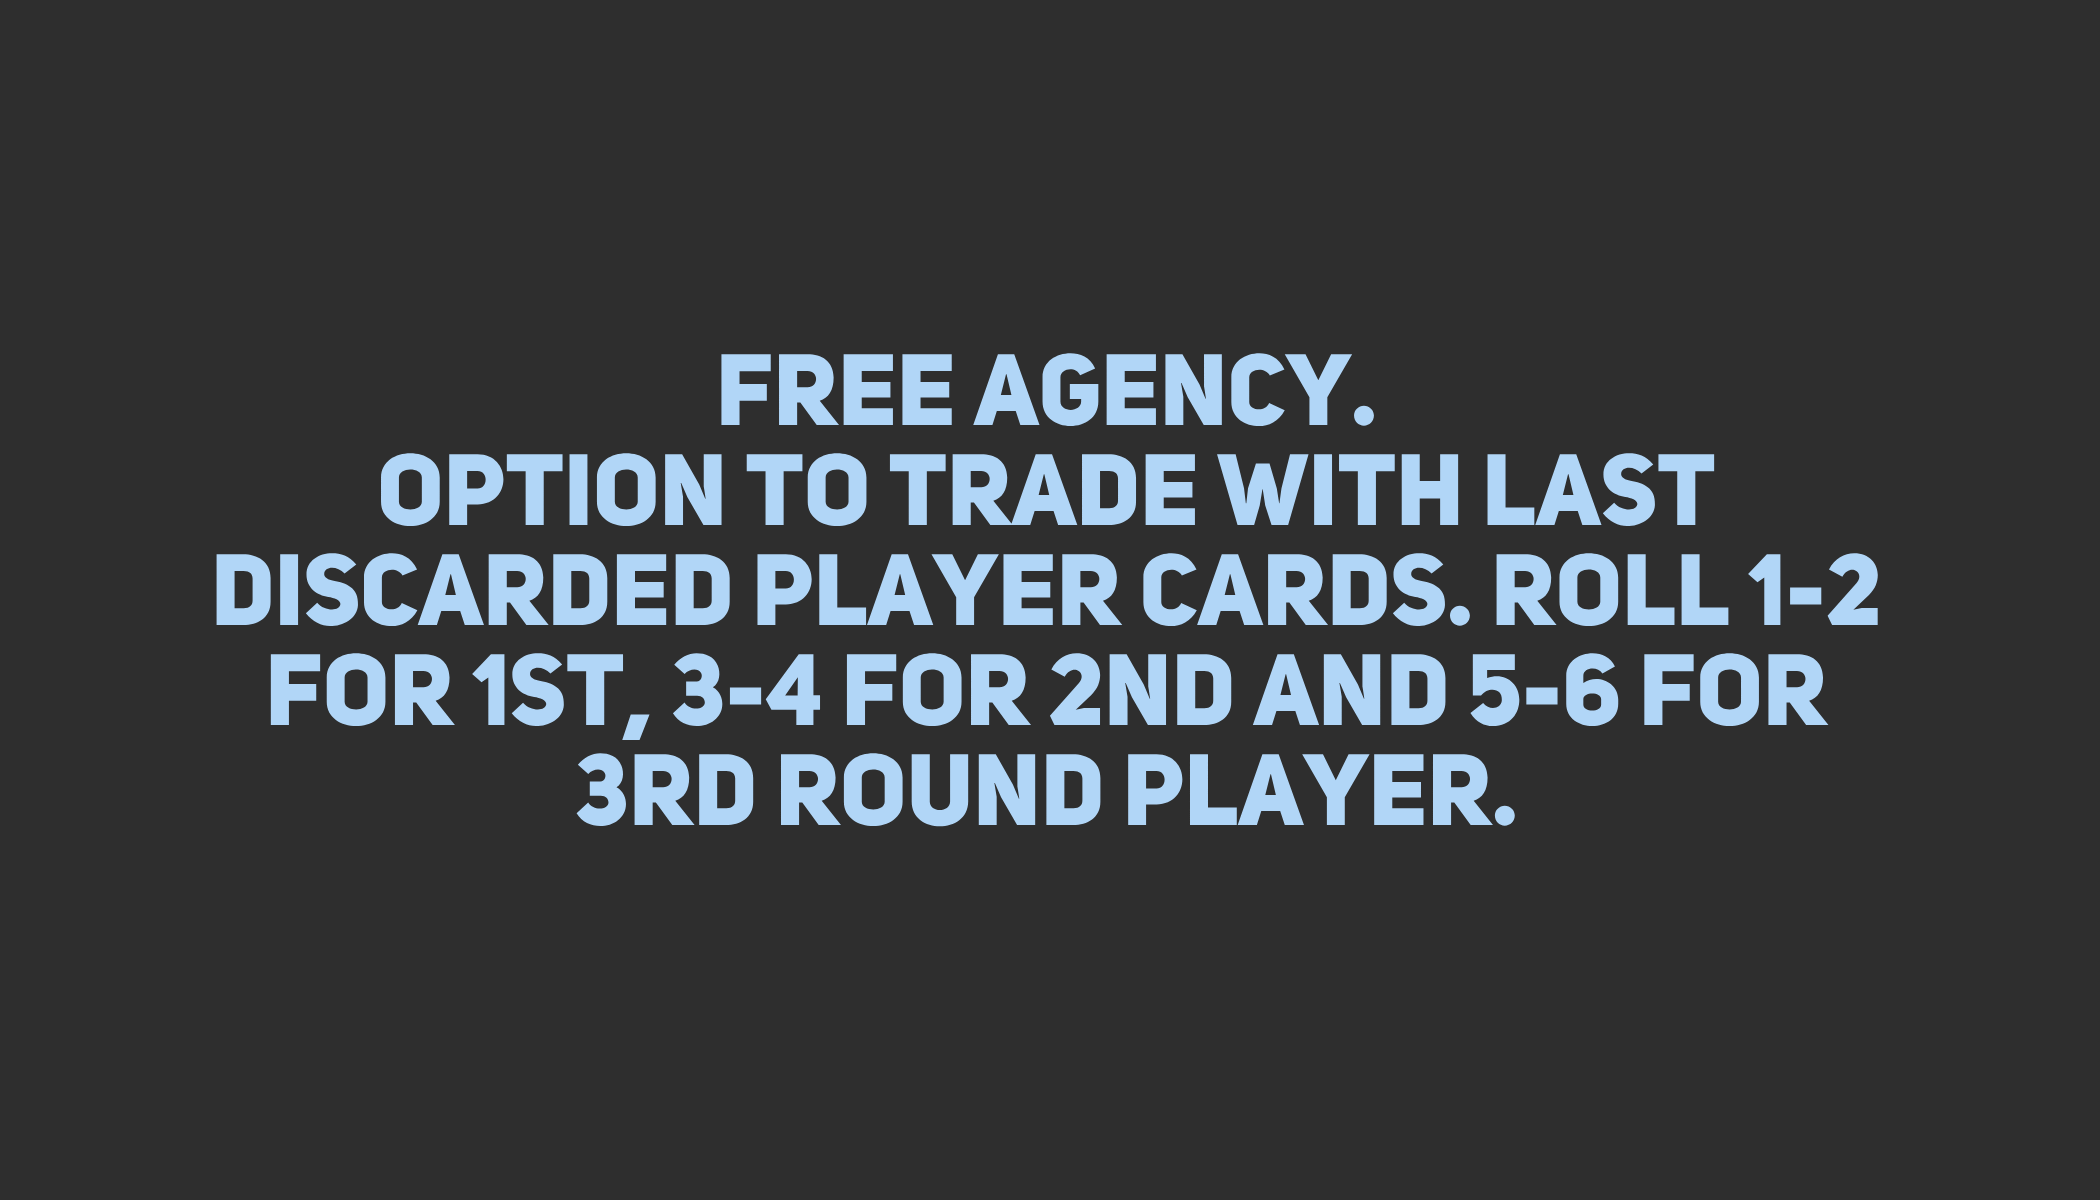 FREE AGENCY.
OPTION TO TRADE WITH LAST
DISCARDED PLAYER CARDS. ROLL 1-2
FOR 1ST, 3-4 FOR 2ND AND 5-6 FOR
3RD ROUND PLAYER.